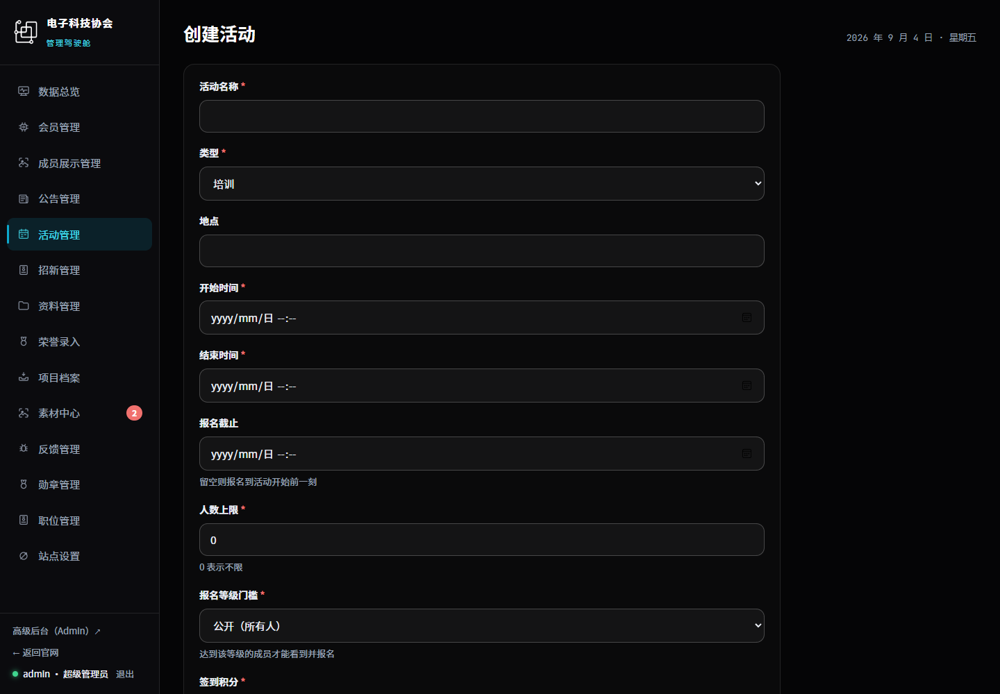 电子科技协会
管理驾驶舱
数据总览
会员管理
成员展示管理
公告管理
活动管理
招新管理
资料管理
荣誉录入
项目档案
素材中心 2
反馈管理
勋章管理
职位管理
站点设置
高级后台（Admin）↗
← 返回官网
admin · 超级管理员 退出
创建活动
2026 年 9 月 4 日 · 星期五
活动名称 *
类型 *
培训
地点
开始时间 *
yyyy/mm/日 --:--
结束时间 *
yyyy/mm/日 --:--
报名截止
yyyy/mm/日 --:--
留空则报名到活动开始前一刻
人数上限 *
0
0 表示不限
报名等级门槛 *
公开（所有人）
达到该等级的成员才能看到并报名
签到积分 *